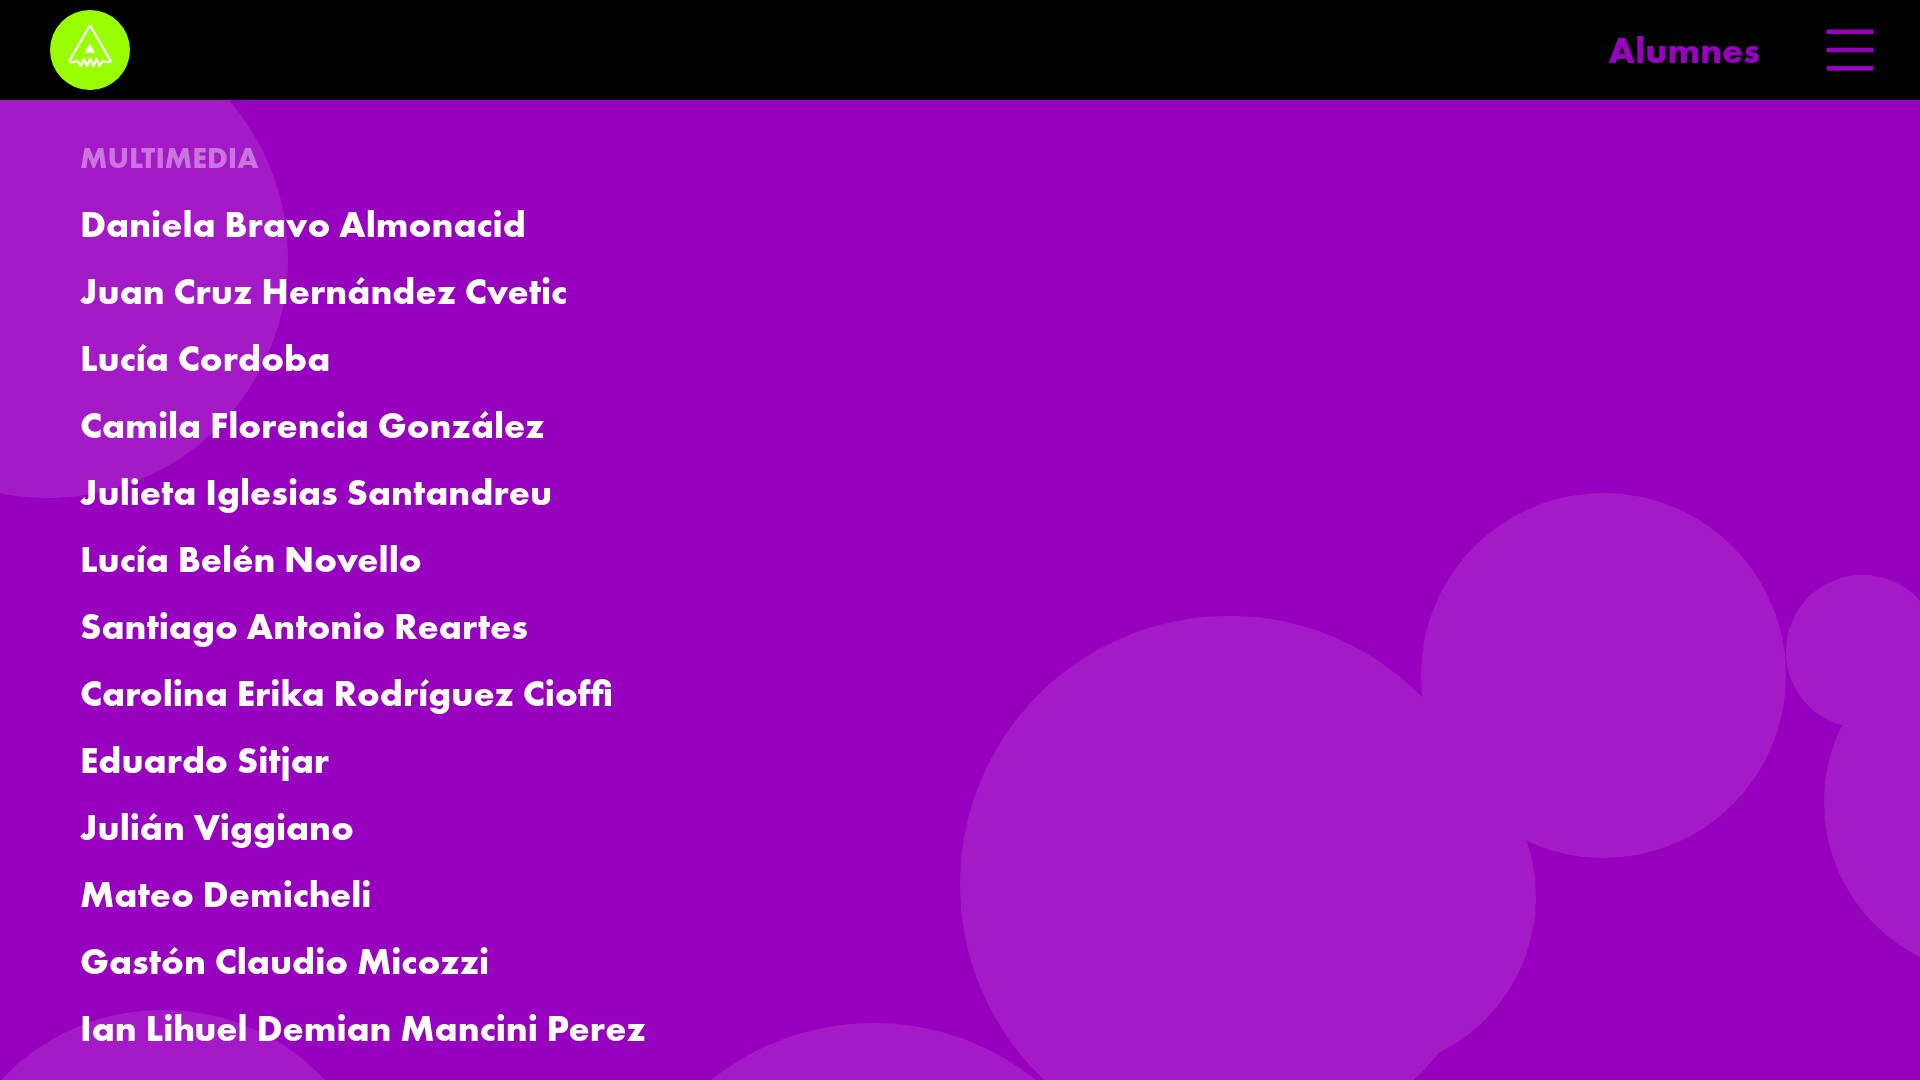 Alumnes
MULTIMEDIA
Daniela Bravo Almonacid
Juan Cruz Hernández Cvetic
Lucía Cordoba
Camila Florencia González
Julieta Iglesias Santandreu
Lucía Belén Novello
Santiago Antonio Reartes
Carolina Erika Rodríguez Cioffi
Eduardo Sitjar
Julián Viggiano
Mateo Demicheli
Gastón Claudio Micozzi
Ian Lihuel Demian Mancini Perez